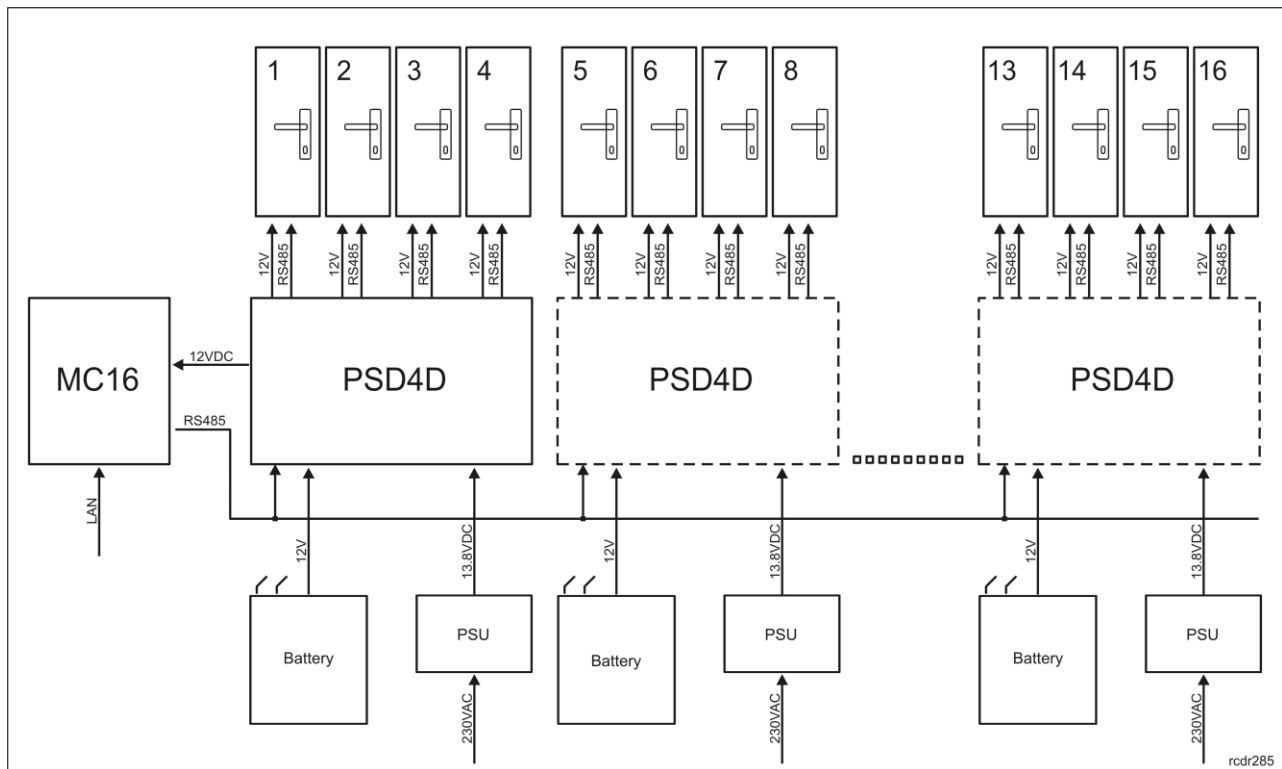 1 2 3 4 5 6 7 8 13 14 15 16
12V RS485 12V RS485 12V RS485 12V RS485 12V RS485 12V RS485 12V RS485 12V RS485 12V RS485 12V RS485 12V RS485 12V RS485
MC16 12VDC PSD4D PSD4D PSD4D
RS485
LAN
12V 13.8VDC 12V 13.8VDC 12V 13.8VDC
Battery PSU Battery PSU Battery PSU
230VAC 230VAC 230VAC
rcdr285